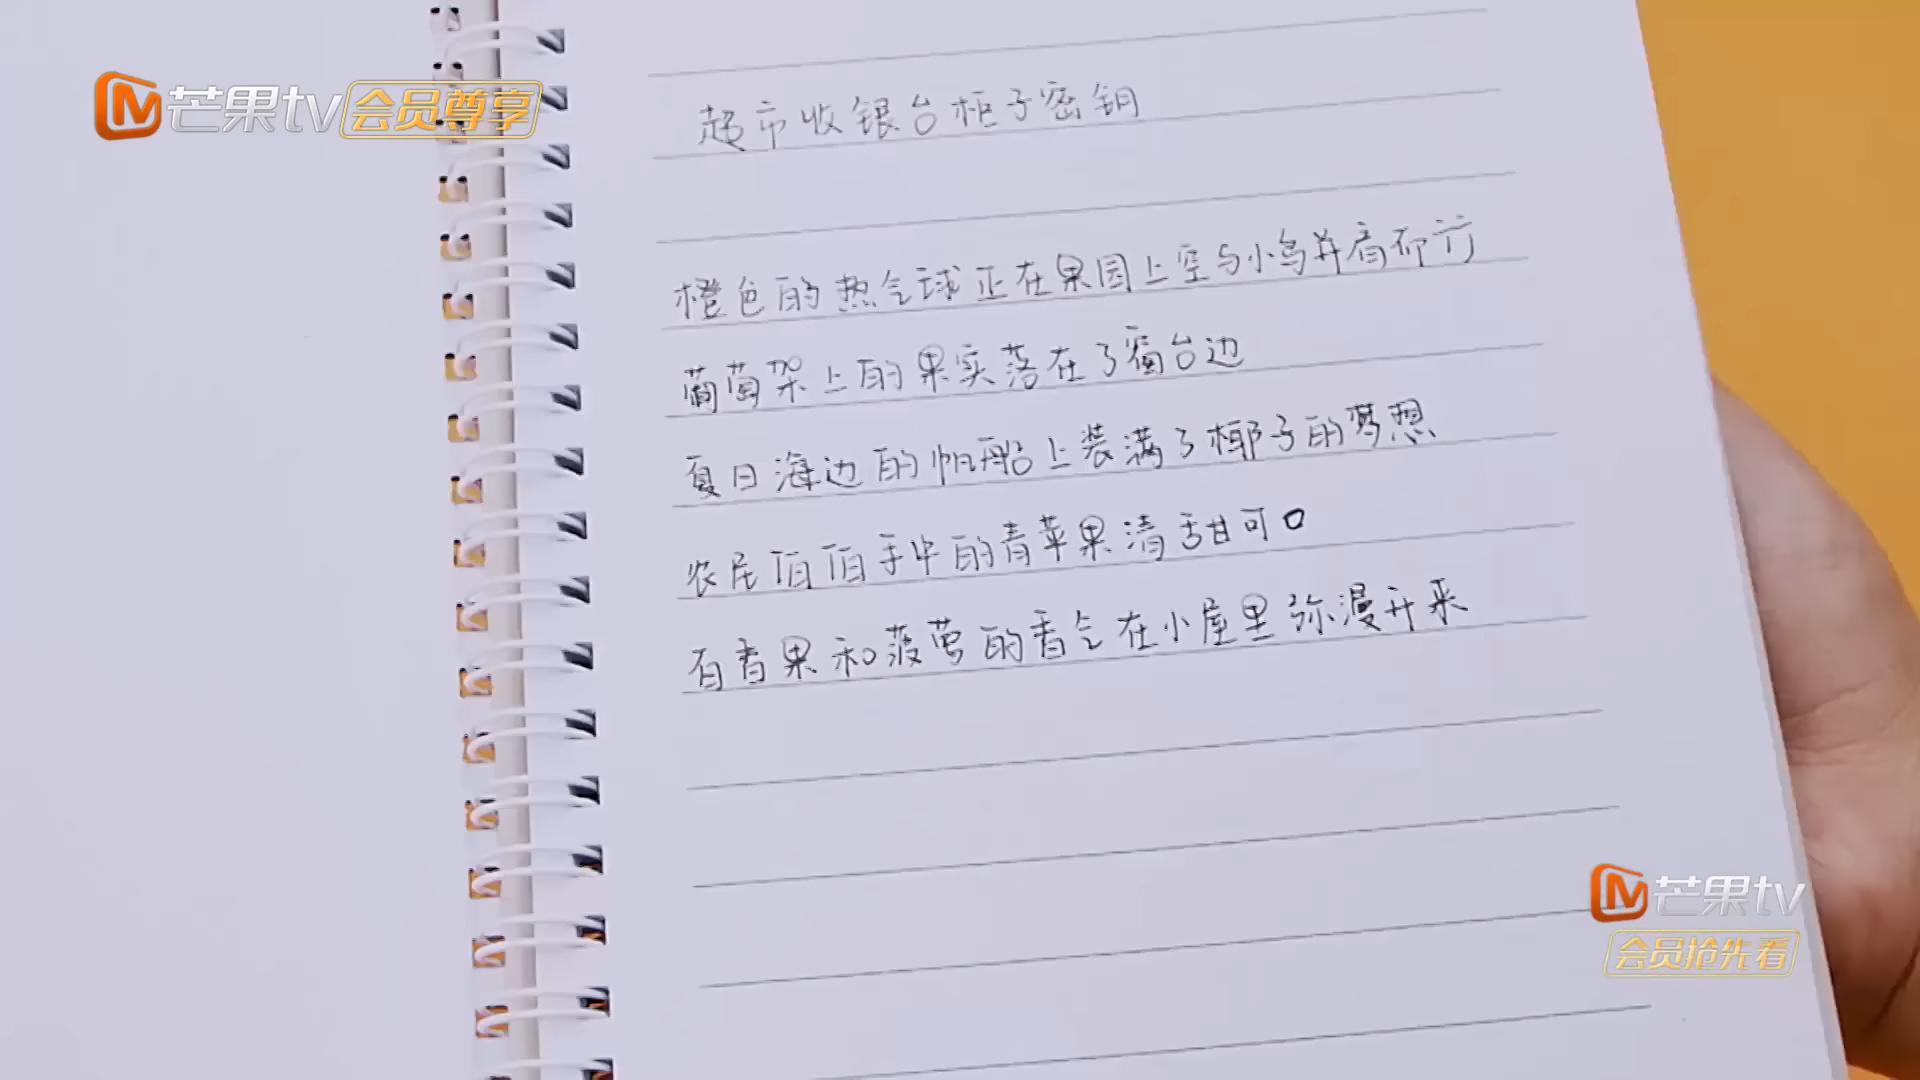 芒果tv会员尊享
超市收银台柜子密钥
橙色的热气球正在果园上空与小鸟并肩而行
葡萄架上的果实落在了窗台边
夏日海边的帆船上装满了椰子的梦想
农民伯伯手中的青苹果清甜可口
百香果和菠萝的香气在小屋里弥漫开来
芒果tv
会员抢先看